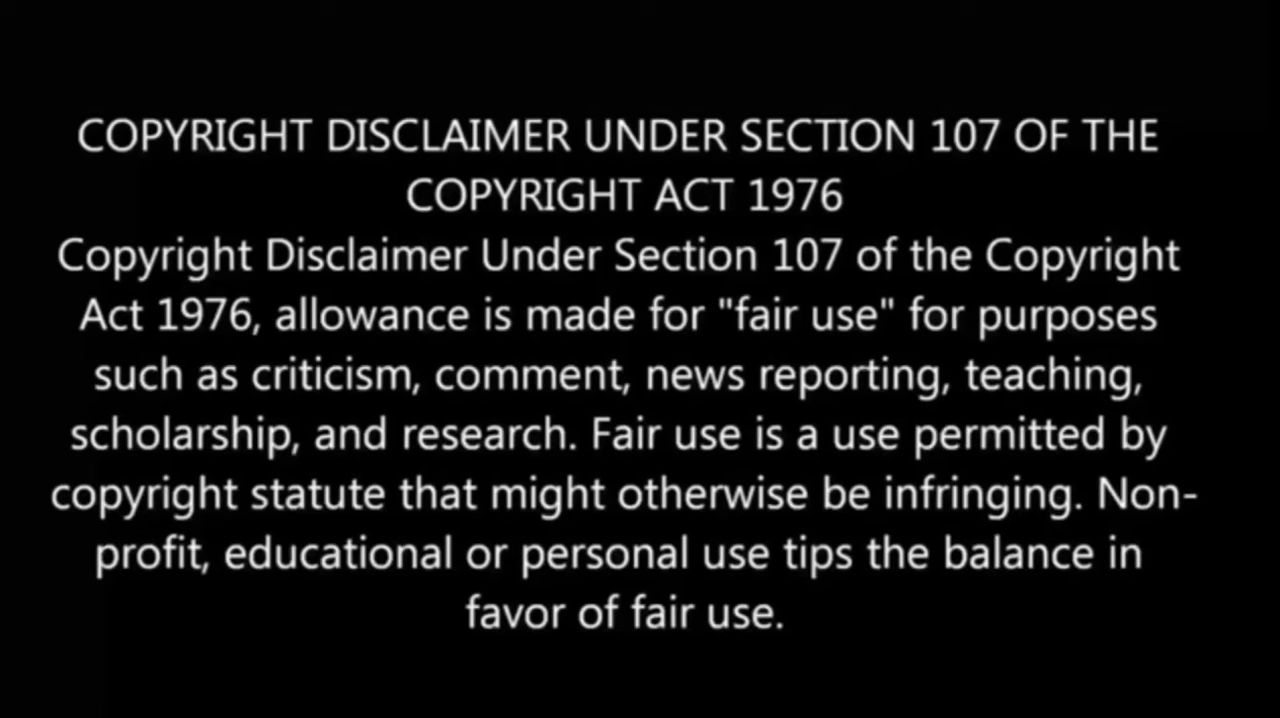 COPYRIGHT DISCLAIMER UNDER SECTION 107 OF THE
COPYRIGHT ACT 1976
Copyright Disclaimer Under Section 107 of the Copyright
Act 1976, allowance is made for "fair use" for purposes
such as criticism, comment, news reporting, teaching,
scholarship, and research. Fair use is a use permitted by
copyright statute that might otherwise be infringing. Non-
profit, educational or personal use tips the balance in
favor of fair use.